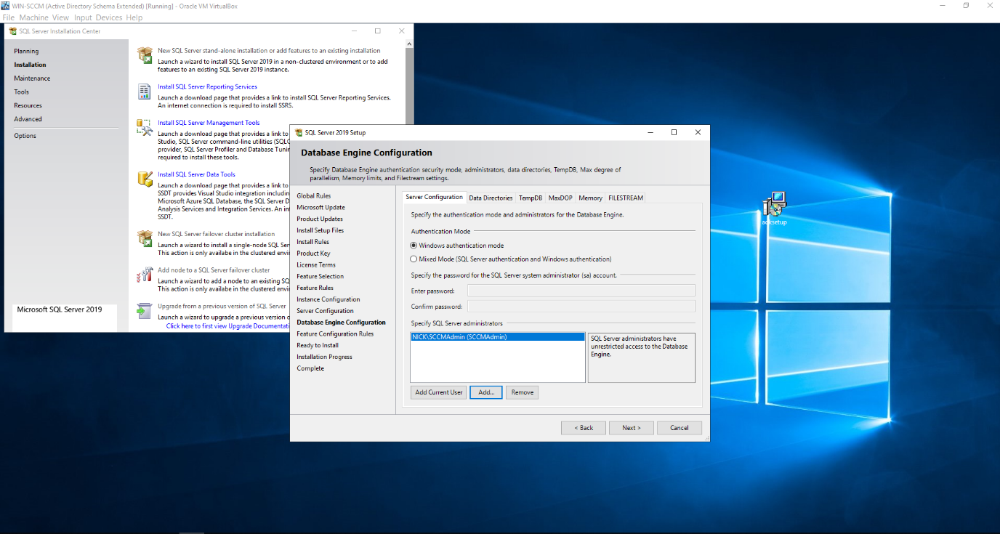 WIN-SCCM (Active Directory Schema Extended) [Running] - Oracle VM VirtualBox
File Machine View Input Devices Help
SQL Server Installation Center
Planning
Installation
Maintenance
Tools
Resources
Advanced
Options
Microsoft SQL Server 2019
New SQL Server stand-alone installation or add features to an existing installation
Launch a wizard to install SQL Server 2019 in a non-clustered environment or to add
features to an existing SQL Server 2019 instance.
Install SQL Server Reporting Services
Launch a download page that provides a link to install SQL Server Reporting Services.
An internet connection is required to install SSRS.
Install SQL Server Management Tools
Launch a download page that provides a link to
Studio, SQL Server command-line utilities (SQLC
provider, SQL Server Profiler and Database Tunin
required to install these tools.
Install SQL Server Data Tools
Launch a download page that provides a link to
SSDT provides Visual Studio integration including
Microsoft Azure SQL Database, the SQL Server D
Analysis Services and Integration Services. An int
SSDT.
New SQL Server failover cluster installation
Launch a wizard to install a single-node SQL Ser
This action is only availabe in the clustered envi
Add node to a SQL Server failover cluster
Launch a wizard to add a node to an existing SQ
This action is only availabe in the clustered envi
Upgrade from a previous version of SQL Server
Launch a wizard to upgrade a previous version o
Click here to first view Upgrade Documentati
SQL Server 2019 Setup
Database Engine Configuration
Specify Database Engine authentication security mode, administrators, data directories, TempDB, Max degree of
parallelism, Memory limits, and Filestream settings.
Global Rules
Microsoft Update
Product Updates
Install Setup Files
Install Rules
Product Key
License Terms
Feature Selection
Feature Rules
Instance Configuration
Server Configuration
Database Engine Configuration
Feature Configuration Rules
Ready to Install
Installation Progress
Complete
Server Configuration Data Directories TempDB MaxDOP Memory FILESTREAM
Specify the authentication mode and administrators for the Database Engine.
Authentication Mode
Windows authentication mode
Mixed Mode (SQL Server authentication and Windows authentication)
Specify the password for the SQL Server system administrator (sa) account.
Enter password:
Confirm password:
Specify SQL Server administrators
NICK\SCCMAdmin (SCCMAdmin)
SQL Server administrators have
unrestricted access to the Database
Engine.
Add Current User Add... Remove
< Back Next > Cancel
adksetup